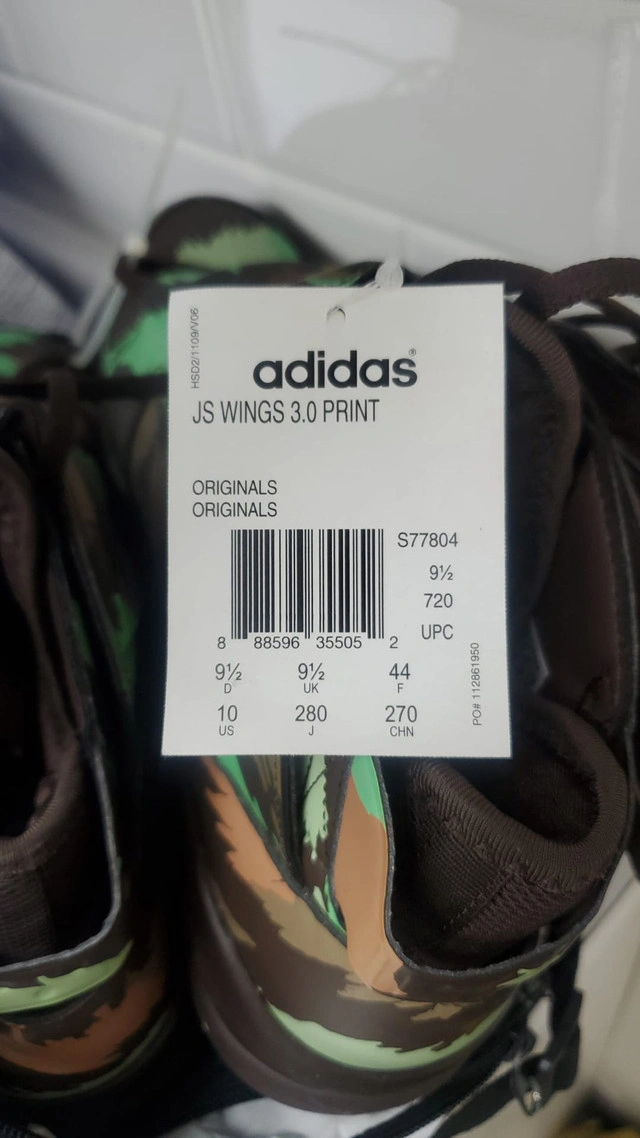 HSD2/1109/V06
adidas®
JS WINGS 3.0 PRINT
ORIGINALS
ORIGINALS
S77804
9½
720
UPC
8 88596 35505 2
9½ 9½ 44
D UK F
10 280 270
US J CHN
PO# 112861950